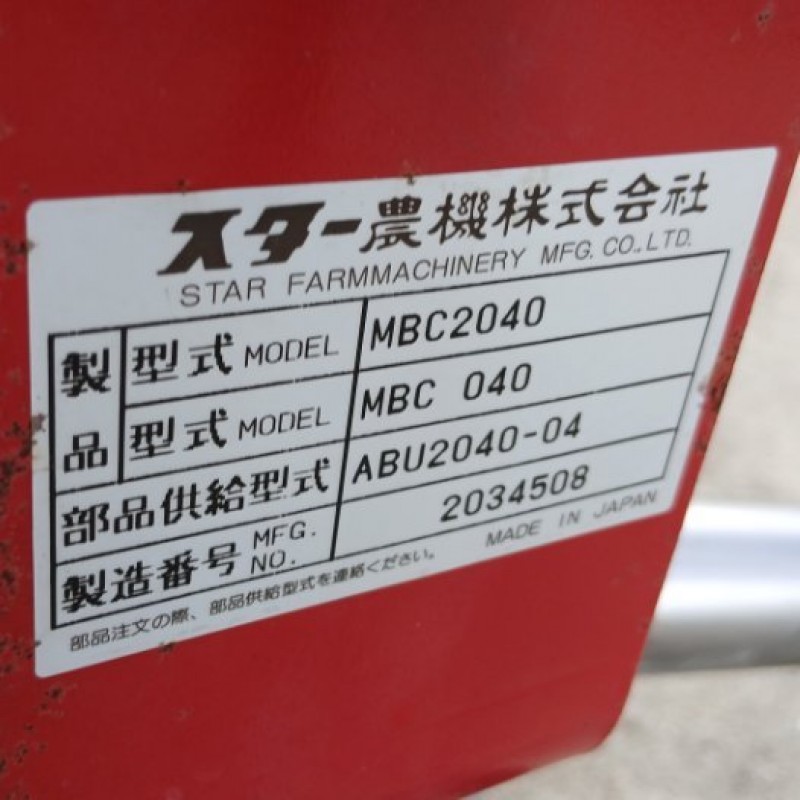 スター農機株式会社
STAR FARMMACHINERY MFG. CO., LTD.
製品 型式 MODEL MBC2040
型式 MODEL MBC 040
部品供給型式 ABU2040-04
製造番号 MFG. NO. 2034508
MADE IN JAPAN
部品注文の際、部品供給型式を連絡ください。